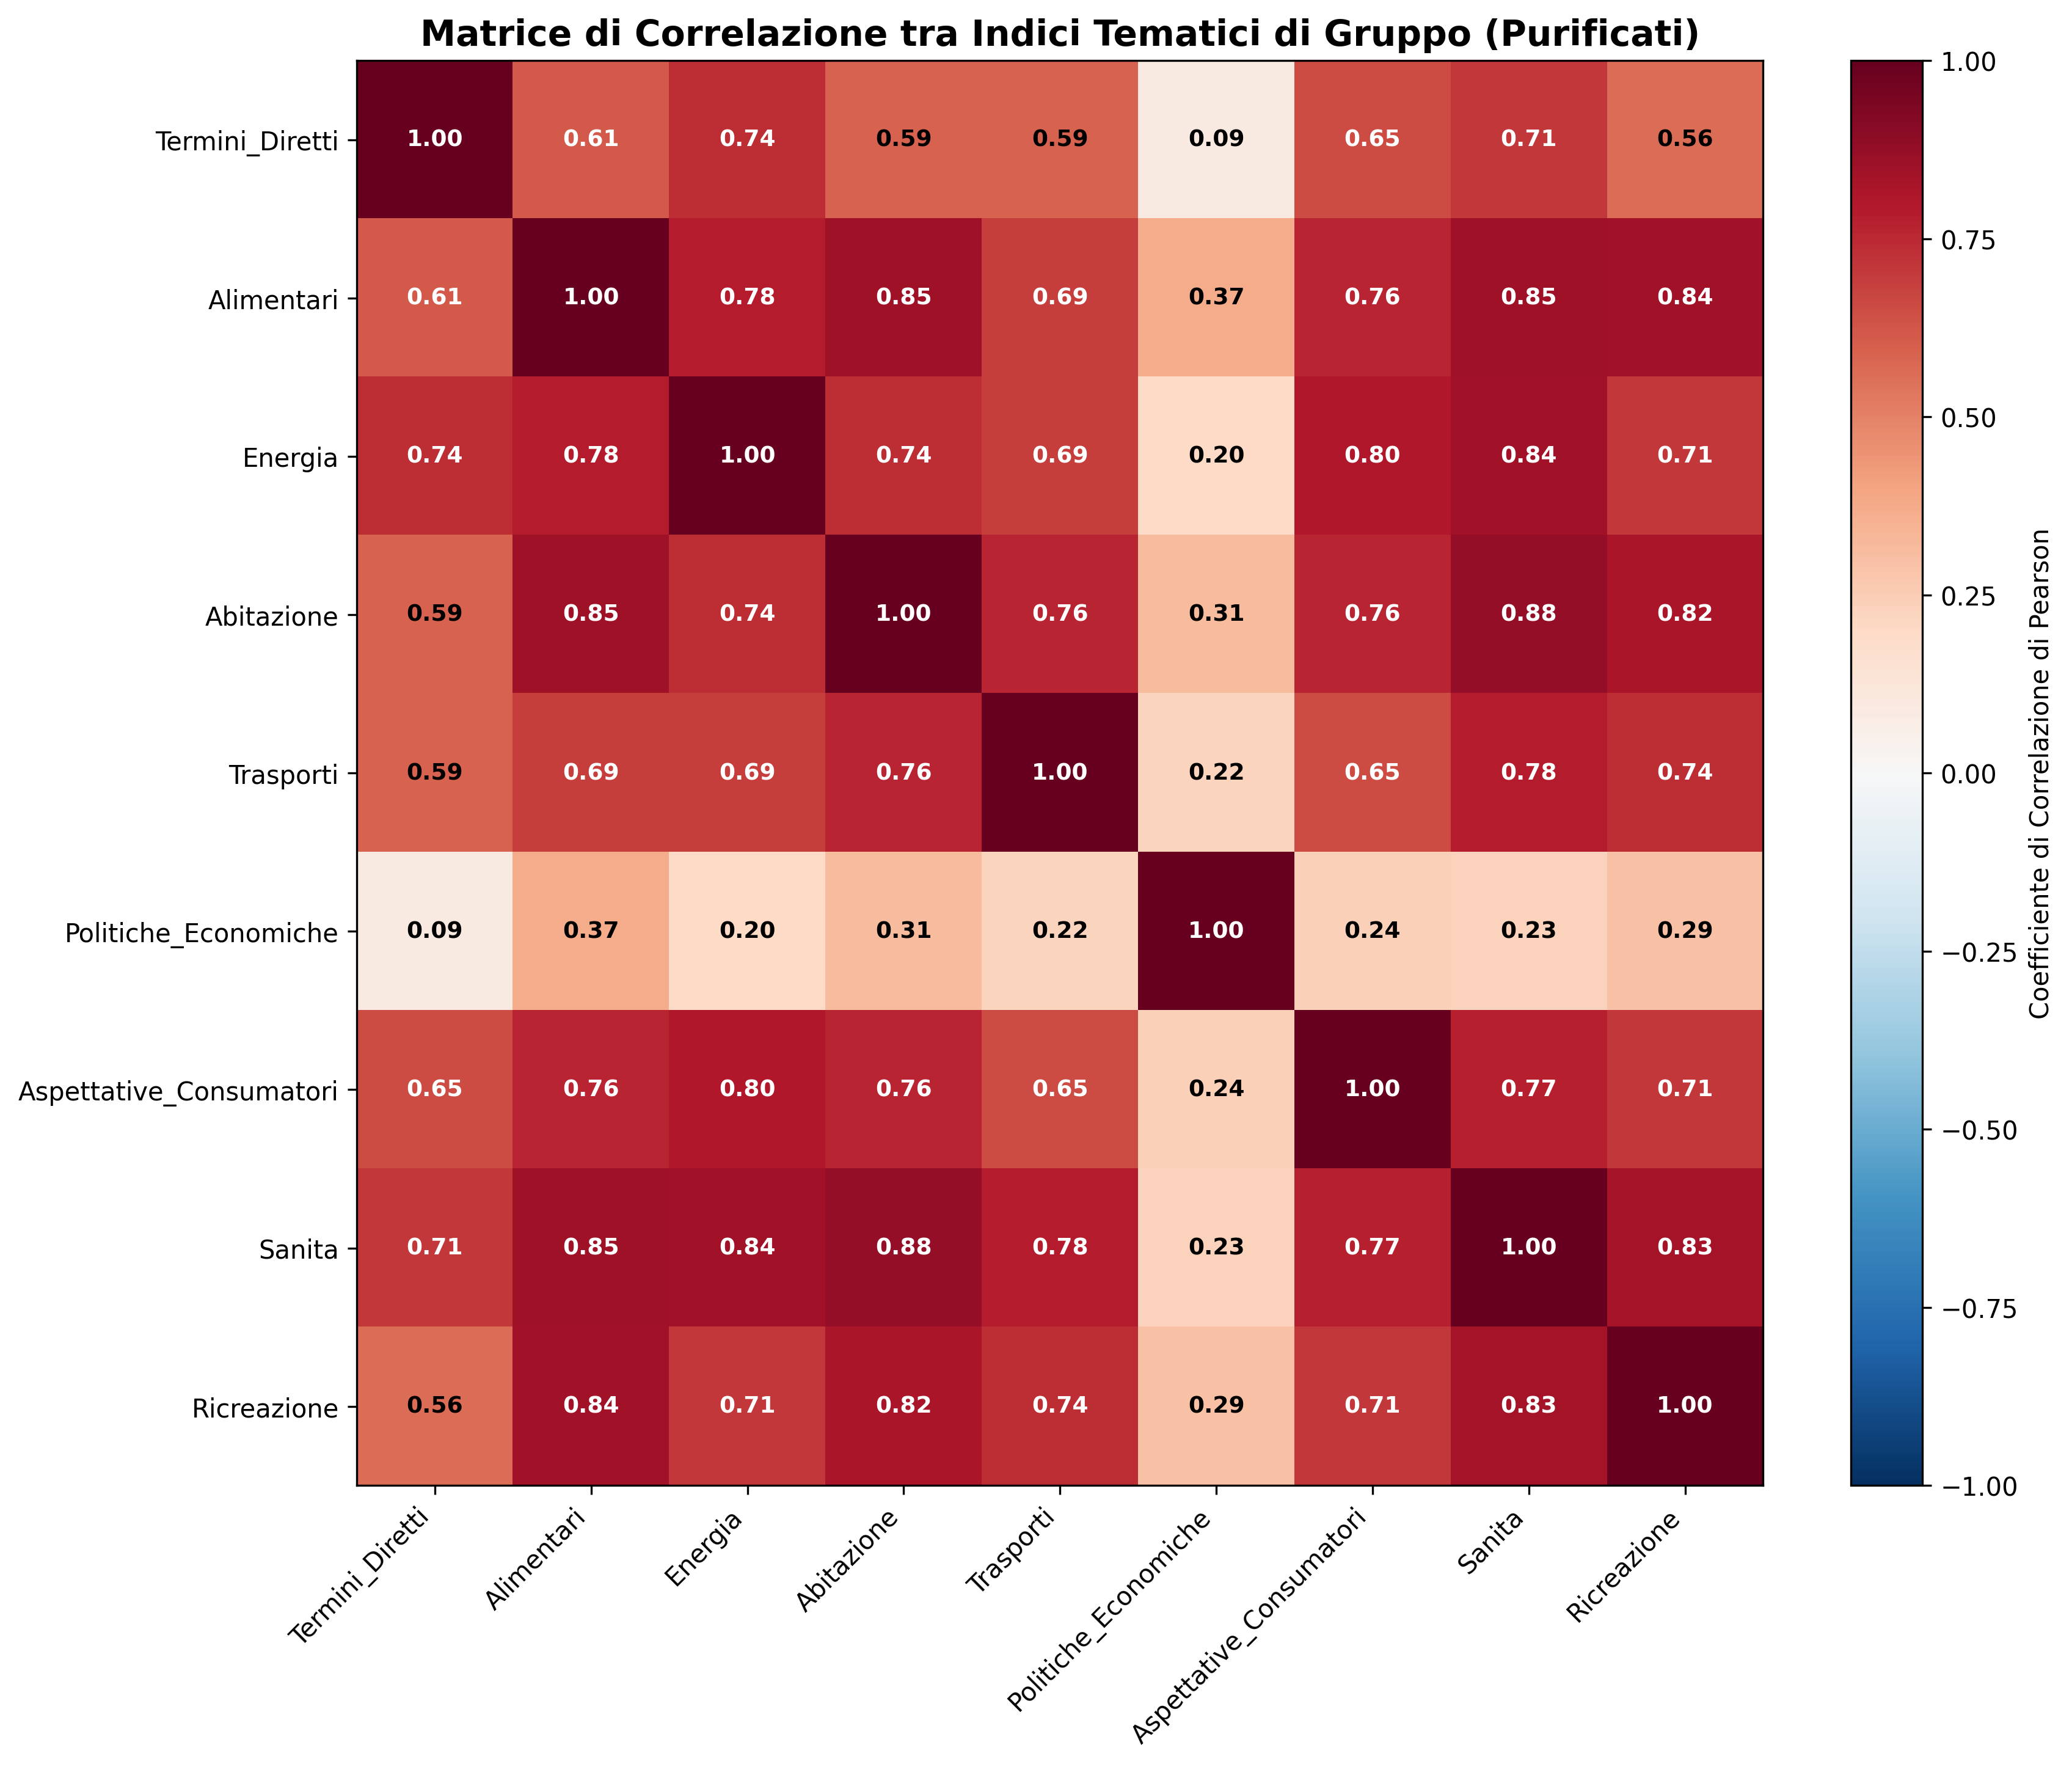 Matrice di Correlazione tra Indici Tematici di Gruppo (Purificati)
Termini_Diretti 1.00 0.61 0.74 0.59 0.59 0.09 0.65 0.71 0.56
Alimentari 0.61 1.00 0.78 0.85 0.69 0.37 0.76 0.85 0.84
Energia 0.74 0.78 1.00 0.74 0.69 0.20 0.80 0.84 0.71
Abitazione 0.59 0.85 0.74 1.00 0.76 0.31 0.76 0.88 0.82
Trasporti 0.59 0.69 0.69 0.76 1.00 0.22 0.65 0.78 0.74
Politiche_Economiche 0.09 0.37 0.20 0.31 0.22 1.00 0.24 0.23 0.29
Aspettative_Consumatori 0.65 0.76 0.80 0.76 0.65 0.24 1.00 0.77 0.71
Sanita 0.71 0.85 0.84 0.88 0.78 0.23 0.77 1.00 0.83
Ricreazione 0.56 0.84 0.71 0.82 0.74 0.29 0.71 0.83 1.00
Termini_Diretti
Alimentari
Energia
Abitazione
Trasporti
Politiche_Economiche
Aspettative_Consumatori
Sanita
Ricreazione
1.00
0.75
0.50
0.25
0.00
−0.25
−0.50
−0.75
−1.00
Coefficiente di Correlazione di Pearson